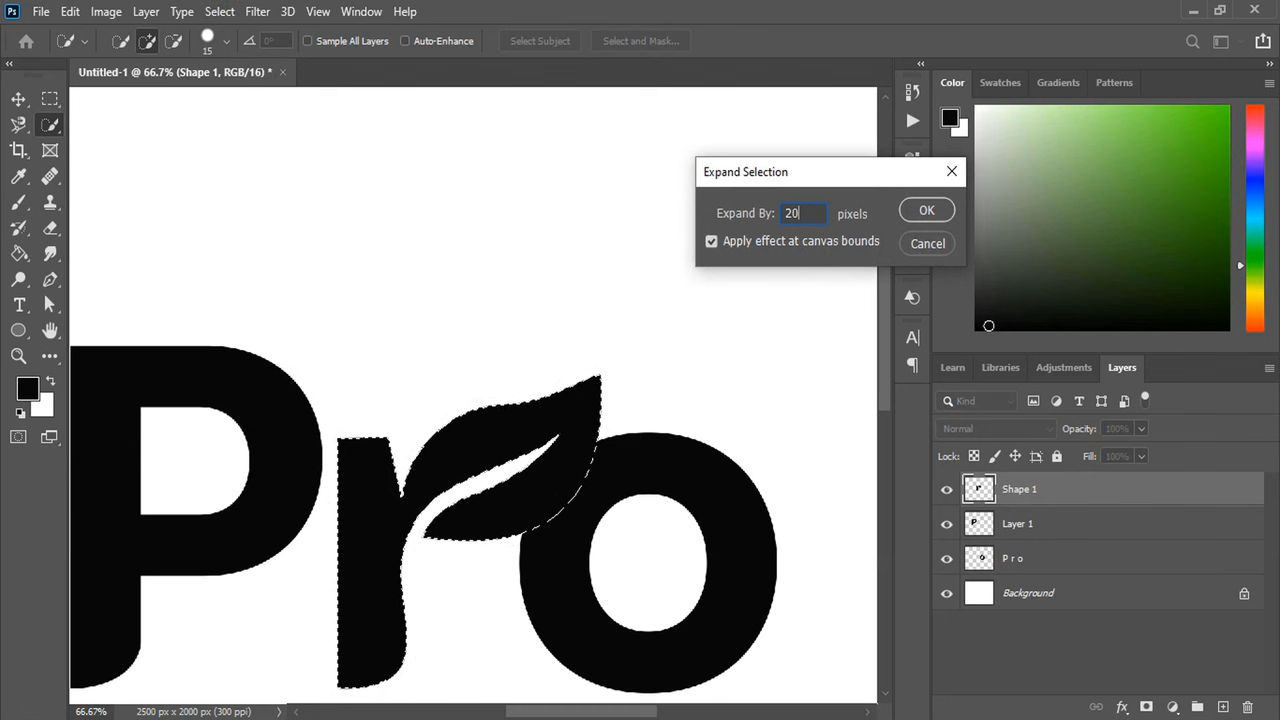 Ps File Edit Image Layer Type Select Filter 3D View Window Help
15 0° Sample All Layers Auto-Enhance Select Subject Select and Mask...
Untitled-1 @ 66.7% (Shape 1, RGB/16) * ×
Color Swatches Gradients Patterns
Expand Selection
Expand By: 20 pixels OK
Apply effect at canvas bounds Cancel
Pro
Learn Libraries Adjustments Layers
Kind
Normal Opacity: 100%
Lock: Fill: 100%
Shape 1
Layer 1
P r o
Background
66.67% 2500 px x 2000 px (300 ppi)